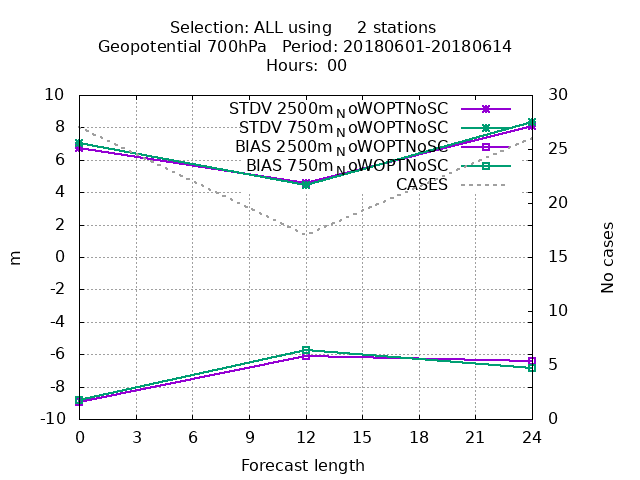 Selection: ALL using     2 stations
Geopotential 700hPa   Period: 20180601-20180614
Hours:  00
10
8
6
4
2
0
-2
-4
-6
-8
-10
m
STDV 2500m_NoWOPTNoSC
STDV 750m_NoWOPTNoSC
BIAS 2500m_NoWOPTNoSC
BIAS 750m_NoWOPTNoSC
CASES
30
25
20
15
10
5
0
No cases
0 3 6 9 12 15 18 21 24
Forecast length